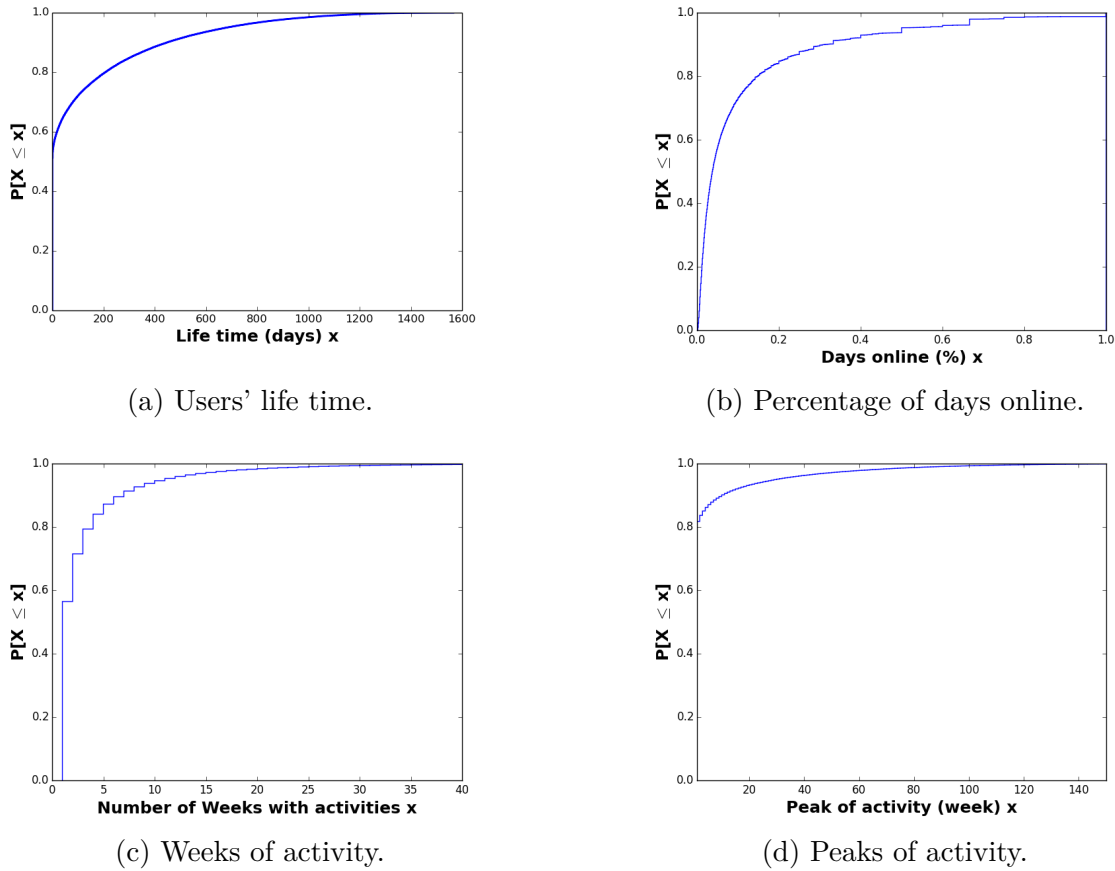 1.0
0.8
0.6
0.4
0.2
0.0
P[X ≤ x]
0 200 400 600 800 1000 1200 1400 1600
Life time (days) x
(a) Users' life time.
1.0
0.8
0.6
0.4
0.2
0.0
P[X ≤ x]
0.0 0.2 0.4 0.6 0.8 1.0
Days online (%) x
(b) Percentage of days online.
1.0
0.8
0.6
0.4
0.2
0.0
P[X ≤ x]
0 5 10 15 20 25 30 35 40
Number of Weeks with activities x
(c) Weeks of activity.
1.0
0.8
0.6
0.4
0.2
0.0
P[X ≤ x]
20 40 60 80 100 120 140
Peak of activity (week) x
(d) Peaks of activity.